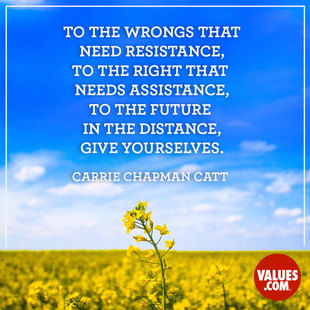 TO THE WRONGS THAT
NEED RESISTANCE,
TO THE RIGHT THAT
NEEDS ASSISTANCE,
TO THE FUTURE
IN THE DISTANCE,
GIVE YOURSELVES.
CARRIE CHAPMAN CATT
VALUES
.COM